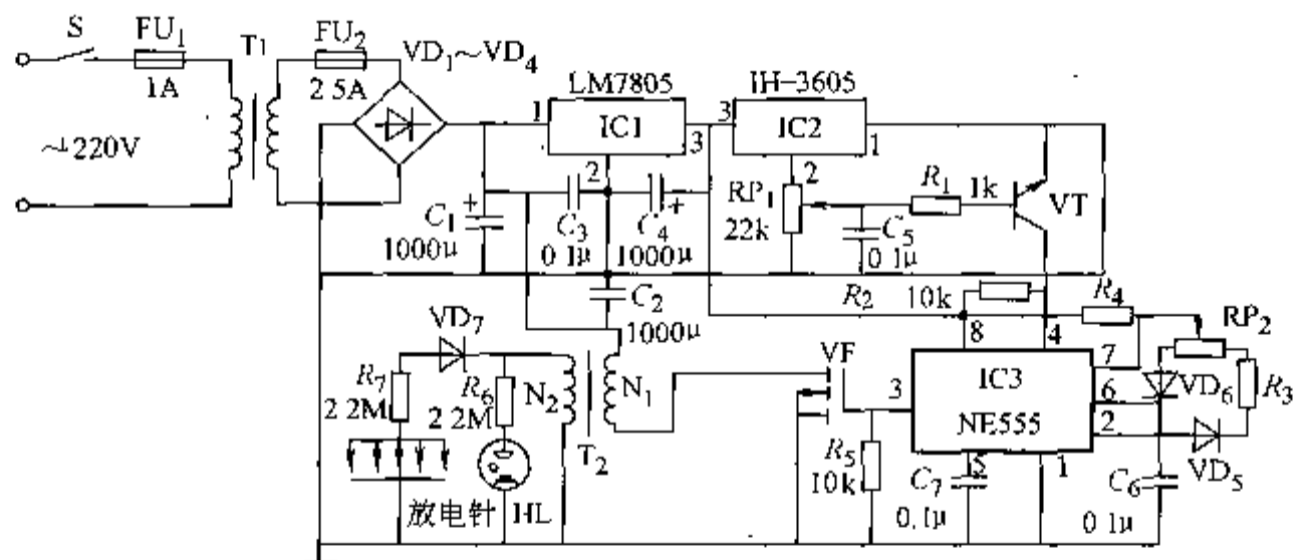 S
FU1
1A
T1
FU2
2 5A
VD1～VD4
～220V
LM7805
1
IC1
3
2
IH-3605
3
IC2
1
2
RP1
22k
R1
1k
VT
C1
+
1000μ
C3
0 1μ
C4
+
1000μ
C5
0 1μ
C2
1000μ
R2
10k
R4
RP2
8
4
7
6
2
3
5
1
IC3
NE555
VD6
R3
VD5
VF
R5
10k
C7
0.1μ
C6
0 1μ
VD7
R7
2 2M
R6
2 2M
N2
N1
T2
放电针
HL